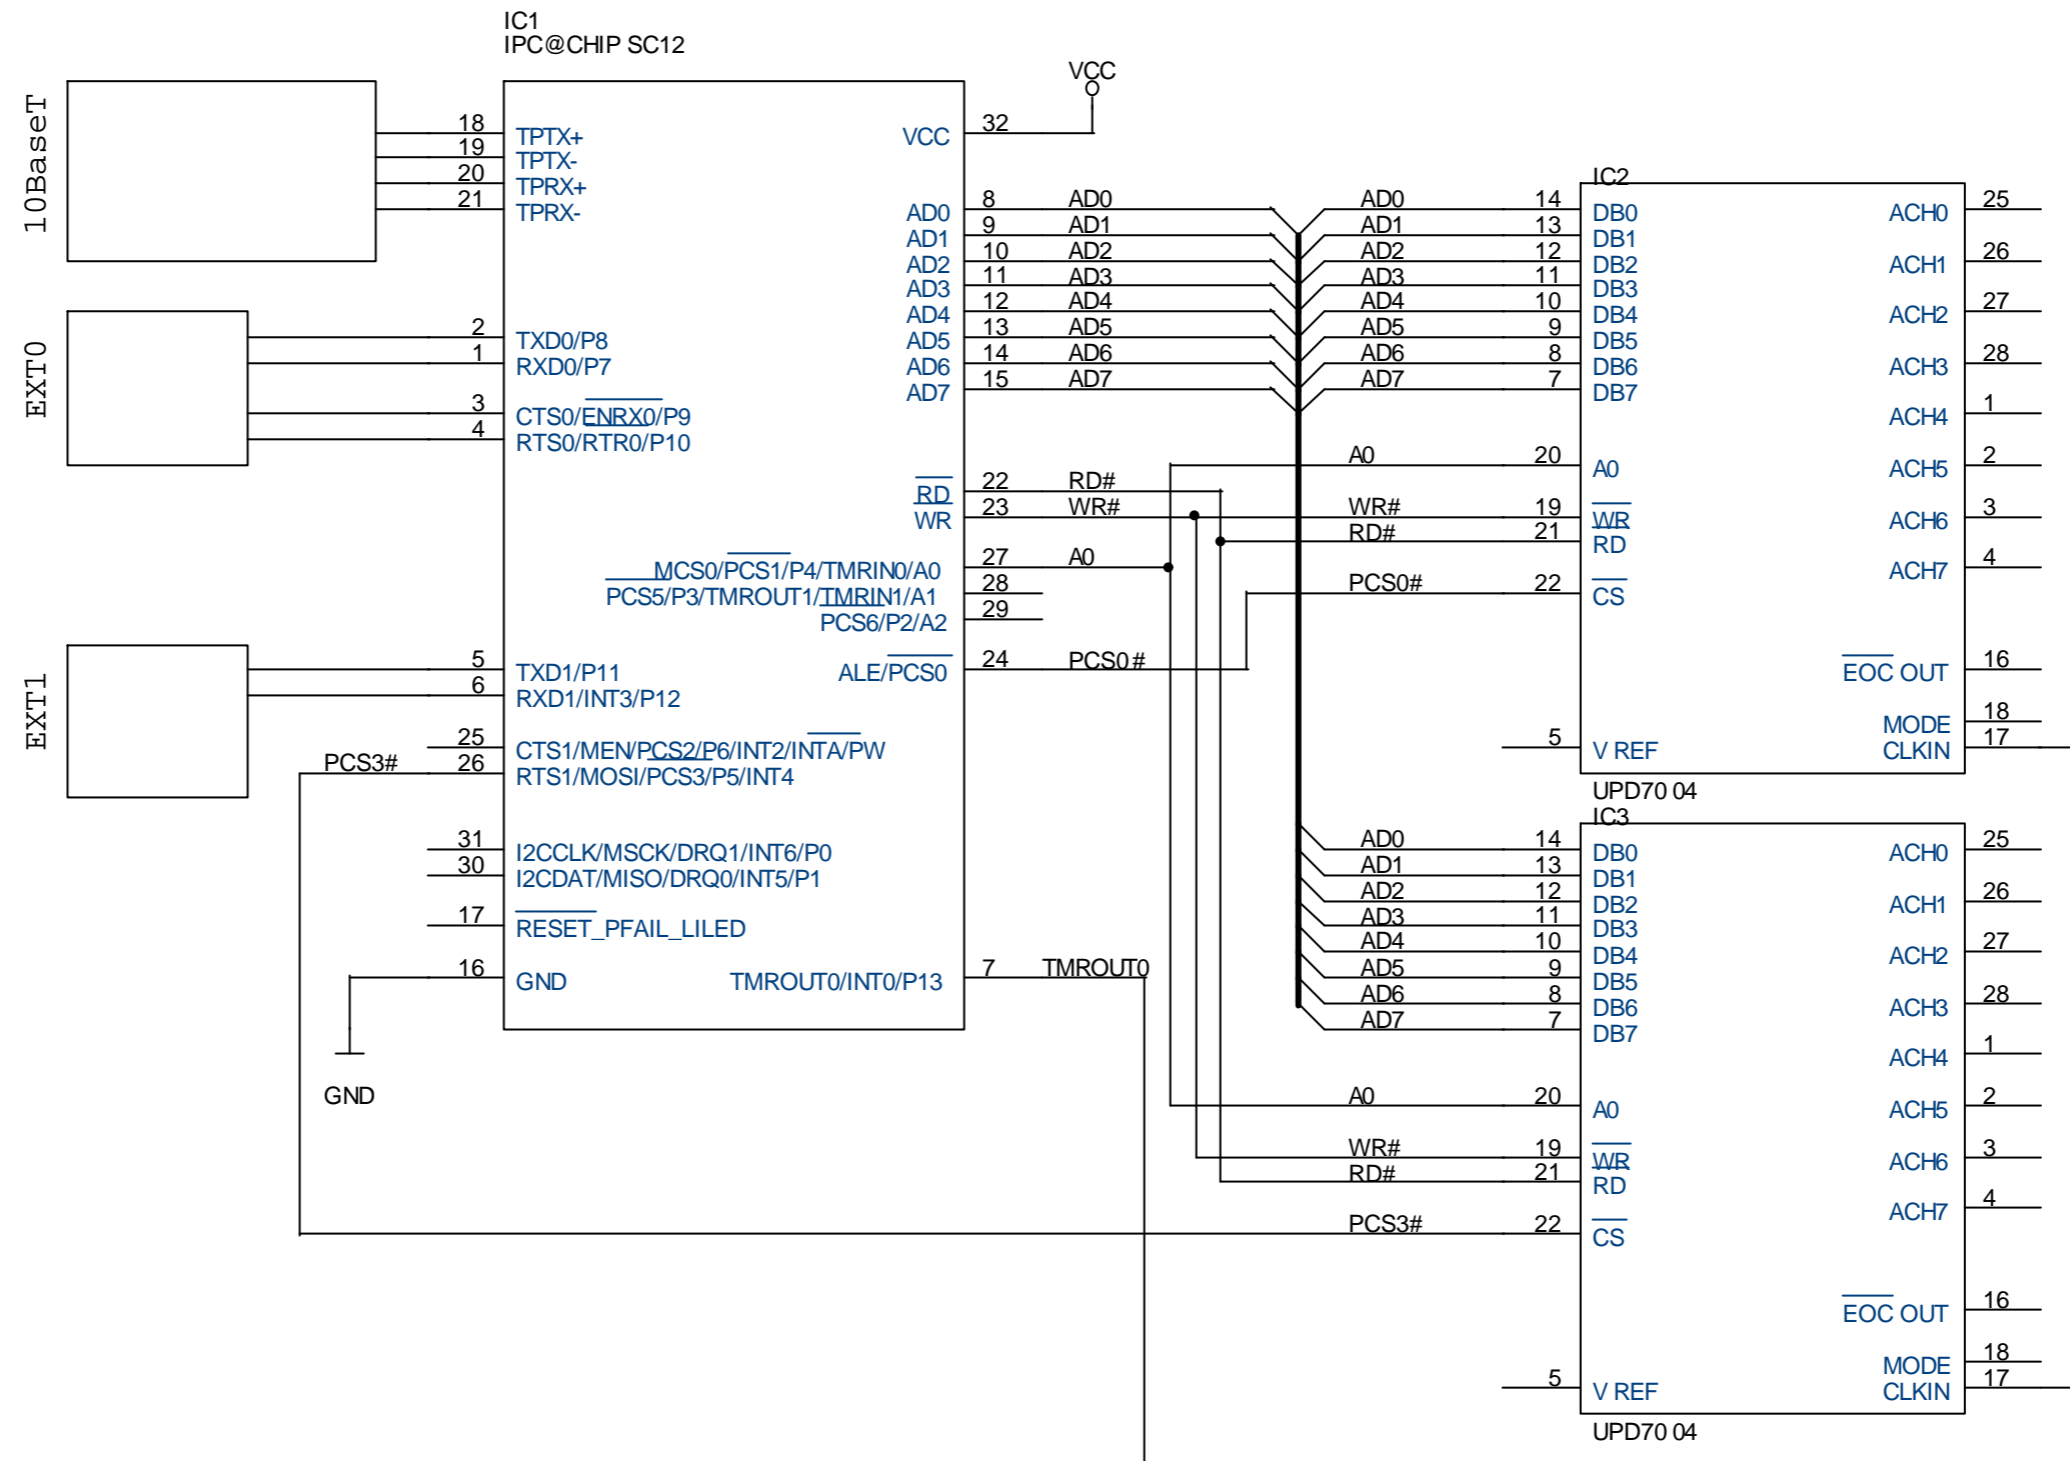 IC1
IPC@CHIP SC12
10BaseT
18 TPTX+
19 TPTX-
20 TPRX+
21 TPRX-
EXT0
2 TXD0/P8
1 RXD0/P7
3 CTS0/ENRX0/P9
4 RTS0/RTR0/P10
EXT1
5 TXD1/P11
6 RXD1/INT3/P12
25 CTS1/MEN/PCS2/P6/INT2/INTA/PW
PCS3# 26 RTS1/MOSI/PCS3/P5/INT4
31 I2CCLK/MSCK/DRQ1/INT6/P0
30 I2CDAT/MISO/DRQ0/INT5/P1
17 RESET_PFAIL_LILED
16 GND
GND
VCC
VCC 32
AD0 8 AD0
AD1 9 AD1
AD2 10 AD2
AD3 11 AD3
AD4 12 AD4
AD5 13 AD5
AD6 14 AD6
AD7 15 AD7
RD 22 RD#
WR 23 WR#
MCS0/PCS1/P4/TMRIN0/A0 27 A0
PCS5/P3/TMROUT1/TMRIN1/A1 28
PCS6/P2/A2 29
ALE/PCS0 24 PCS0#
TMROUT0/INT0/P13 7 TMROUT0
IC2
AD0 14 DB0
AD1 13 DB1
AD2 12 DB2
AD3 11 DB3
AD4 10 DB4
AD5 9 DB5
AD6 8 DB6
AD7 7 DB7
A0 20 A0
WR# 19 WR
RD# 21 RD
PCS0# 22 CS
5 V REF
ACH0 25
ACH1 26
ACH2 27
ACH3 28
ACH4 1
ACH5 2
ACH6 3
ACH7 4
EOC OUT 16
MODE 18
CLKIN 17
UPD70 04
IC3
AD0 14 DB0
AD1 13 DB1
AD2 12 DB2
AD3 11 DB3
AD4 10 DB4
AD5 9 DB5
AD6 8 DB6
AD7 7 DB7
A0 20 A0
WR# 19 WR
RD# 21 RD
PCS3# 22 CS
5 V REF
ACH0 25
ACH1 26
ACH2 27
ACH3 28
ACH4 1
ACH5 2
ACH6 3
ACH7 4
EOC OUT 16
MODE 18
CLKIN 17
UPD70 04